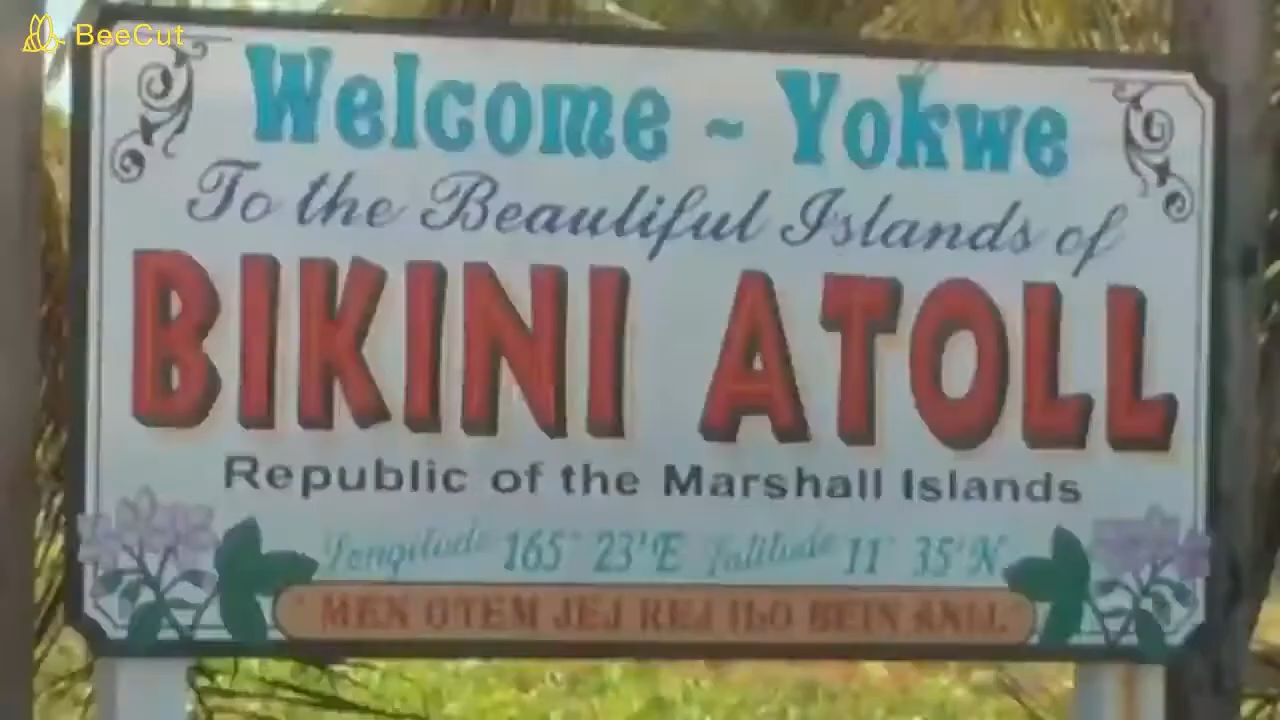 BeeCut
Welcome ~ Yokwe
To the Beautiful Islands of
BIKINI ATOLL
Republic of the Marshall Islands
Longitude 165° 23'E Latitude 11° 35'N
MEN OTEM JEJ REJ ILO BEIN ANIJ.